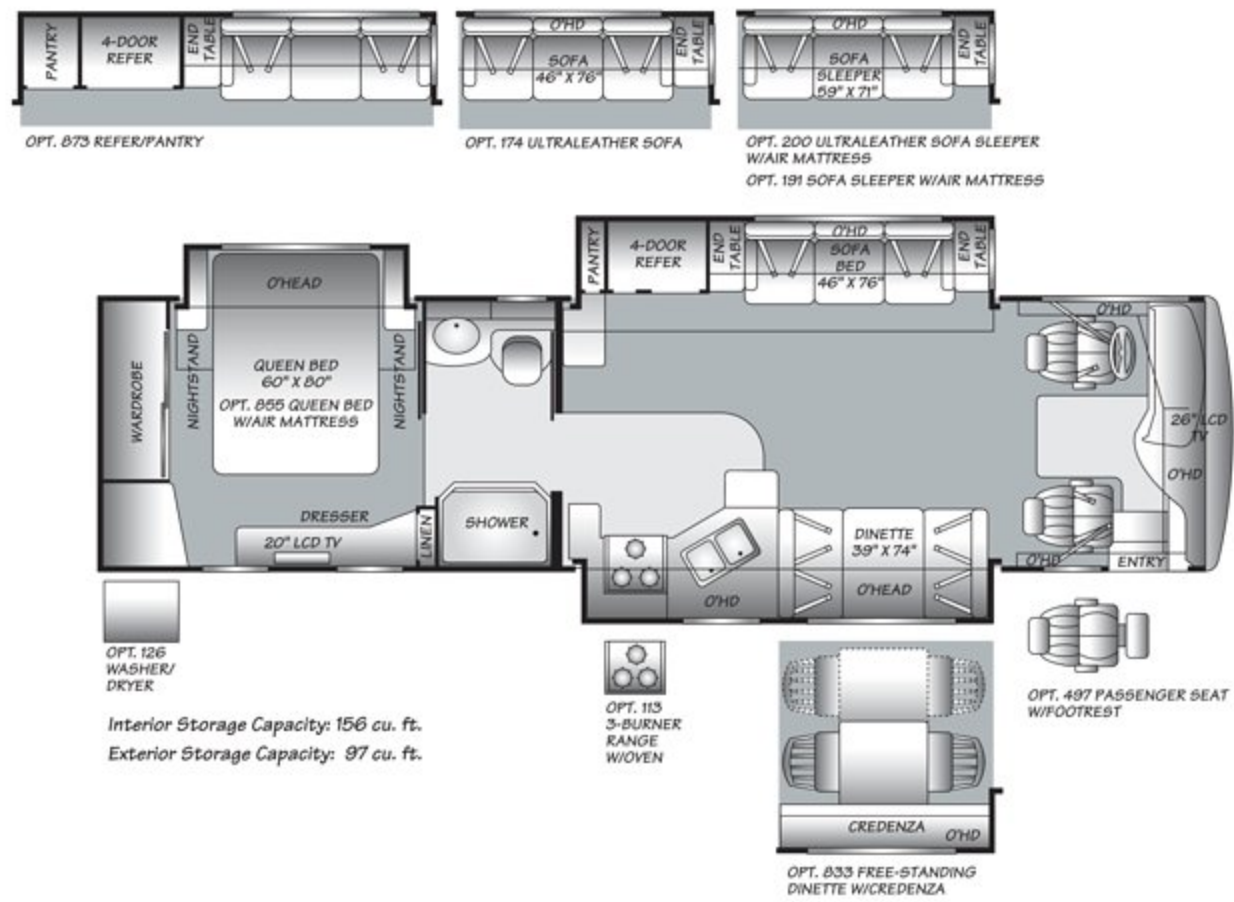 PANTRY
4-DOOR
REFER
END
TABLE
OPT. 873 REFER/PANTRY
O'HD
SOFA
46" X 76"
END
TABLE
OPT. 174 ULTRALEATHER SOFA
O'HD
SOFA
SLEEPER
59" X 71"
END
TABLE
OPT. 200 ULTRALEATHER SOFA SLEEPER
W/AIR MATTRESS
OPT. 191 SOFA SLEEPER W/AIR MATTRESS
WARDROBE
NIGHTSTAND
O'HEAD
QUEEN BED
60" X 80"
OPT. 855 QUEEN BED
W/AIR MATTRESS
NIGHTSTAND
DRESSER
20" LCD TV
LINEN
SHOWER
PANTRY
4-DOOR
REFER
END
TABLE
O'HD
SOFA
BED
46" X 76"
END
TABLE
O'HD
DINETTE
39" X 74"
O'HEAD
O'HD
26" LCD
TV
O'HD
O'HD
ENTRY
OPT. 126
WASHER/
DRYER
Interior Storage Capacity: 156 cu. ft.
Exterior Storage Capacity: 97 cu. ft.
OPT. 113
3-BURNER
RANGE
W/OVEN
CREDENZA
O'HD
OPT. 833 FREE-STANDING
DINETTE W/CREDENZA
OPT. 497 PASSENGER SEAT
W/FOOTREST